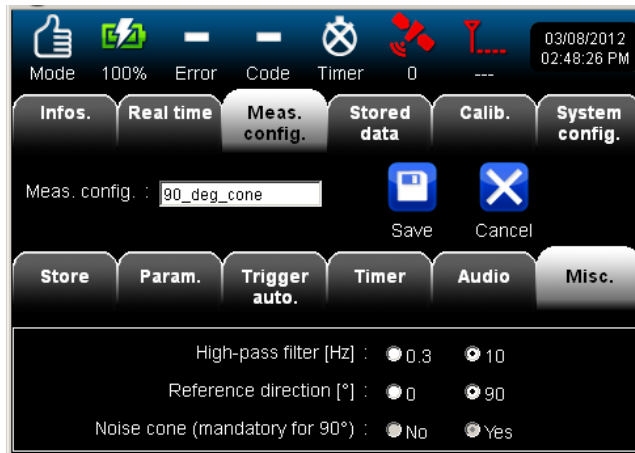 Mode 100% Error Code Timer 0 ---
03/08/2012
02:48:26 PM
Infos. Real time Meas. config. Stored data Calib. System config.
Meas. config. : 90_deg_cone
Save Cancel
Store Param. Trigger auto. Timer Audio Misc.
High-pass filter [Hz] : 0.3 10
Reference direction [°] : 0 90
Noise cone (mandatory for 90°) : No Yes